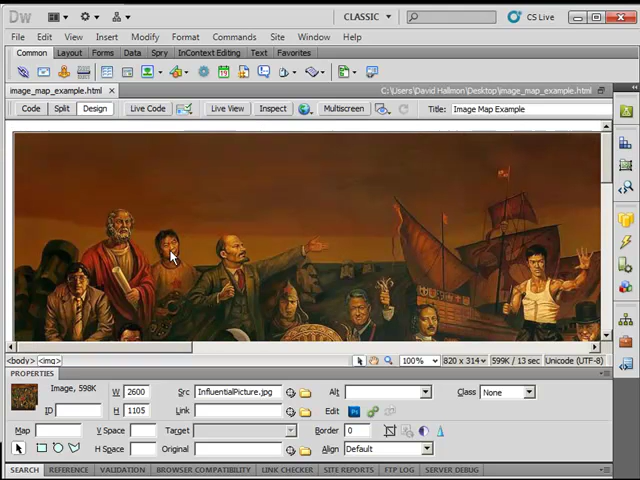 Dw CLASSIC CS Live
File Edit View Insert Modify Format Commands Site Window Help
Common Layout Forms Data Spry InContext Editing Text Favorites
image_map_example.html C:\Users\David Hallmon\Desktop\image_map_example.html
Code Split Design Live Code Live View Inspect Multiscreen Title: Image Map Example
<body> <img> 100% 820 x 314 599K / 13 sec Unicode (UTF-8)
PROPERTIES
Image, 598K W 2600 Src InfluentialPicture.jpg Alt Class None
ID H 1105 Link Edit Ps
Map V Space Target Border 0
H Space Original Align Default
SEARCH REFERENCE VALIDATION BROWSER COMPATIBILITY LINK CHECKER SITE REPORTS FTP LOG SERVER DEBUG